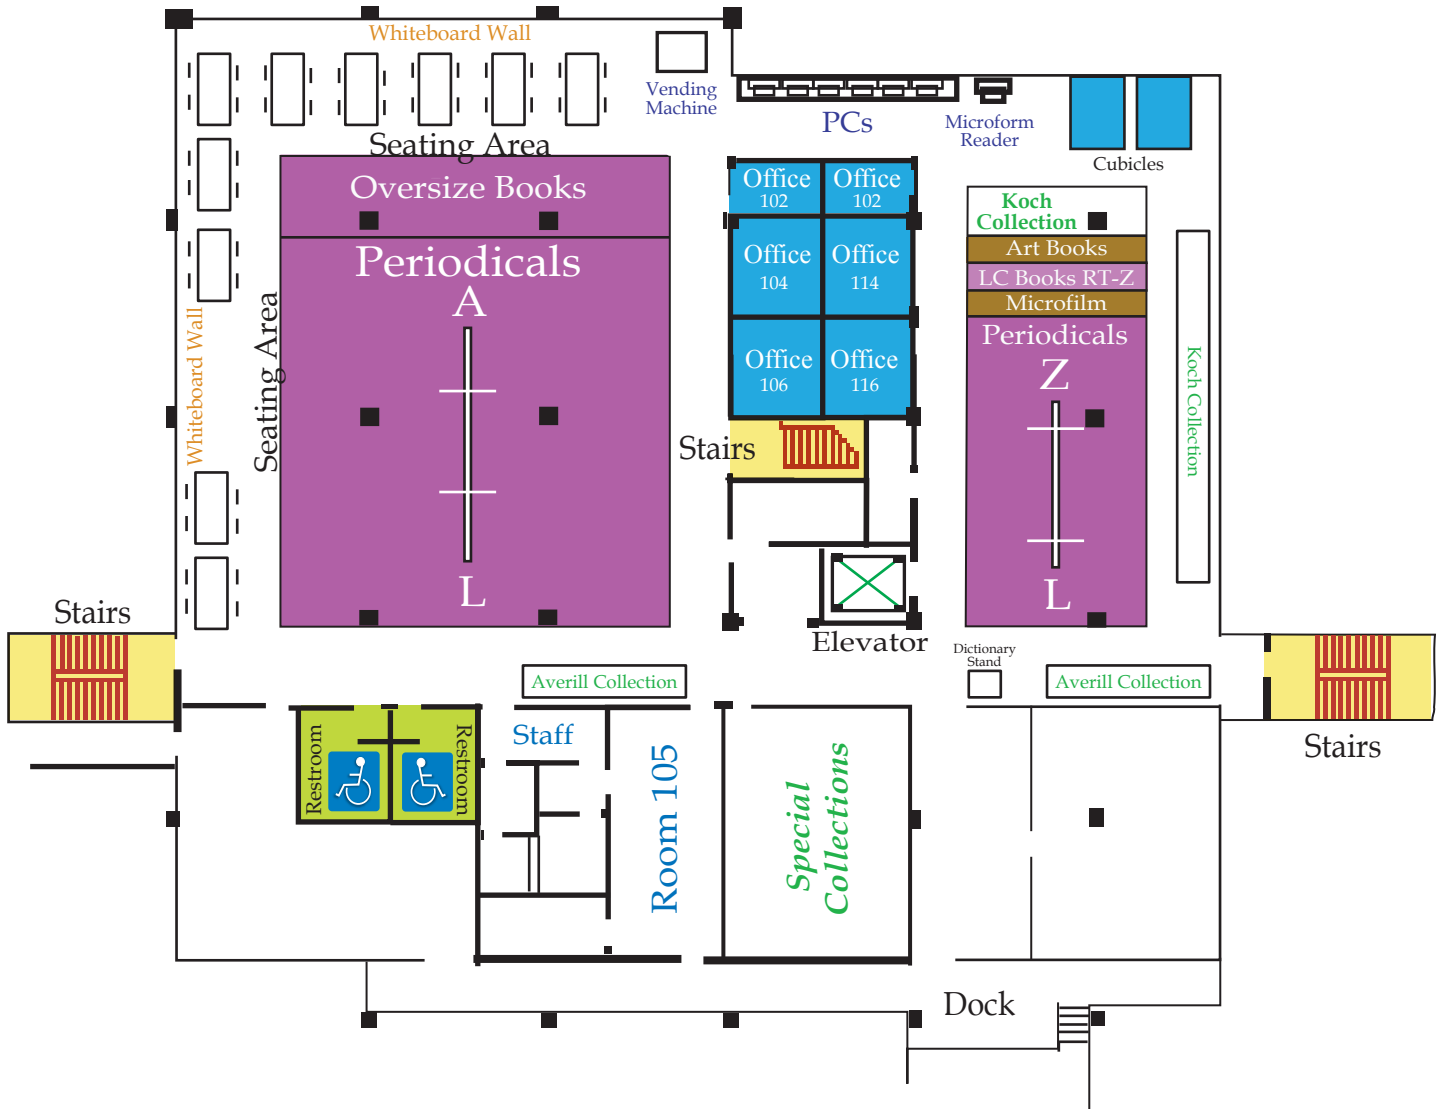 Whiteboard Wall
Vending
Machine
PCs
Microform
Reader
Cubicles
Seating Area
Oversize Books
Office
102
Office
102
Koch
Collection
Periodicals
A
Office
104
Office
114
Art Books
LC Books RT-Z
Microfilm
Periodicals
Z
Whiteboard Wall
Seating Area
Office
106
Office
116
Koch Collection
Stairs
L
L
Stairs
Elevator
Dictionary
Stand
Averill Collection
Averill Collection
Restroom
Restroom
Staff
Room 105
Special
Collections
Stairs
Dock